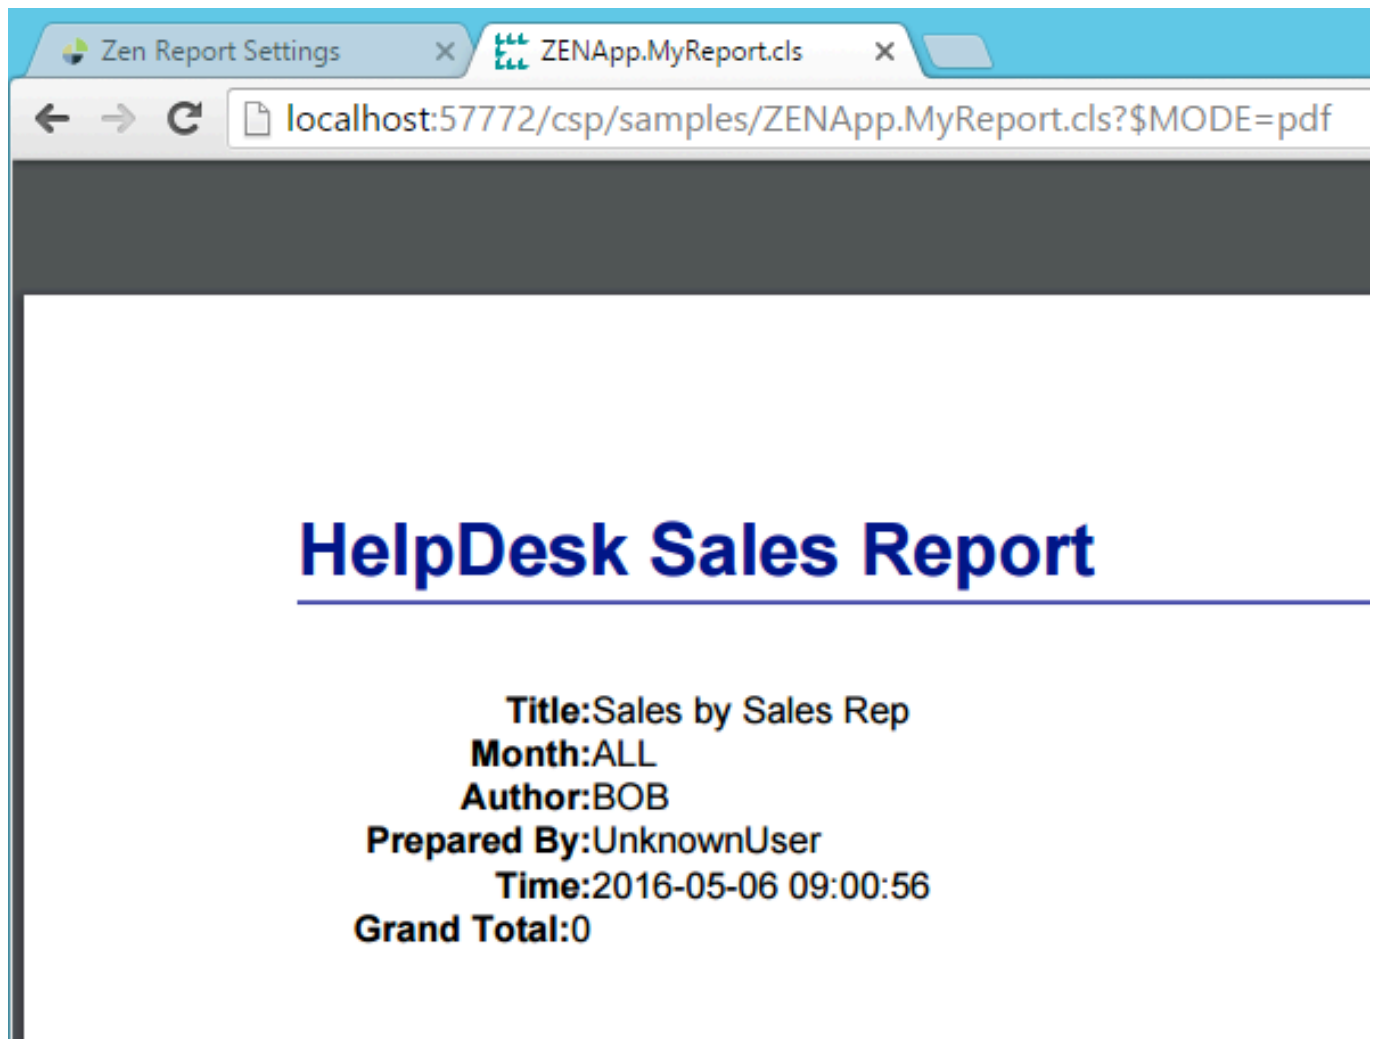 Zen Report Settings
ZENApp.MyReport.cls
localhost:57772/csp/samples/ZENApp.MyReport.cls?$MODE=pdf
HelpDesk Sales Report
Title:Sales by Sales Rep
Month:ALL
Author:BOB
Prepared By:UnknownUser
Time:2016-05-06 09:00:56
Grand Total:0